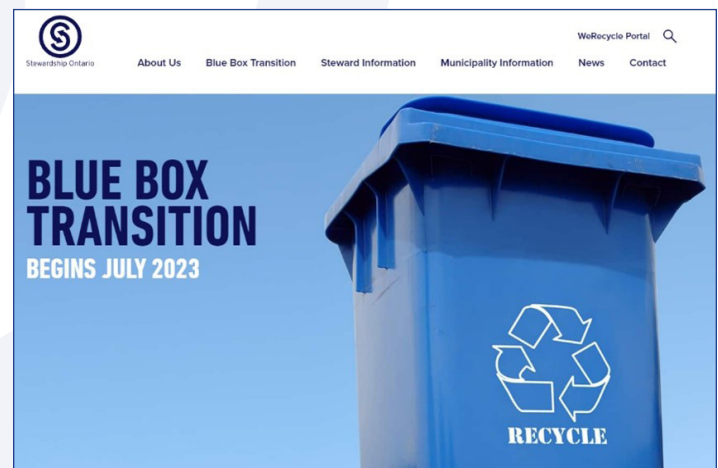 WeRecycle Portal
Stewardship Ontario
About Us Blue Box Transition Steward Information Municipality Information News Contact
BLUE BOX
TRANSITION
BEGINS JULY 2023
RECYCLE